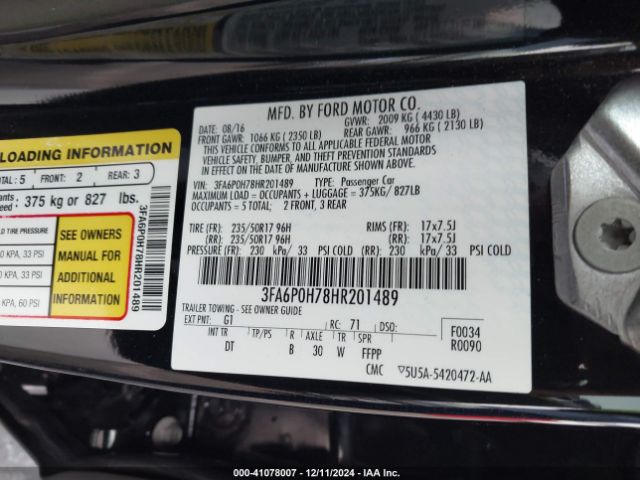 MFD. BY FORD MOTOR CO.
DATE: 08/16 GVWR: 2009 KG ( 4430 LB)
FRONT GAWR: 1066 KG ( 2350 LB) REAR GAWR: 966 KG ( 2130 LB)
THIS VEHICLE CONFORMS TO ALL APPLICABLE FEDERAL MOTOR
VEHICLE SAFETY, BUMPER, AND THEFT PREVENTION STANDARDS
IN EFFECT ON THE DATE OF MANUFACTURE SHOWN ABOVE.
VIN: 3FA6P0H78HR201489 TYPE: Passenger Car
MAXIMUM LOAD = OCCUPANTS + LUGGAGE = 375KG/ 827LB
OCCUPANTS = 5 TOTAL; 2 FRONT, 3 REAR
TIRE (FR): 235/50R17 96H RIMS (FR): 17x7.5J
(RR): 235/50R17 96H (RR): 17x7.5J
PRESSURE (FR): 230 kPa/ 33 PSI COLD (RR): 230 kPa/ 33 PSI COLD
3FA6P0H78HR201489
TRAILER TOWING - SEE OWNER GUIDE
EXT PNT: G1 RC: 71 DSO: F0034
INT TR TP/PS R AXLE TR SPR R0090
DT B 30 W FFPP
CMC 5U5A-5420472-AA
LOADING INFORMATION
TOTAL : 5 FRONT: 2 REAR: 3
375 kg or 827 lbs.
TIRE PRESSURE
KPA, 33 PSI
KPA, 33 PSI
KPA, 60 PSI
SEE OWNERS
MANUAL FOR
ADDITIONAL
INFORMATION
3FA6P0H78HR201489
000-41078007 - 12/11/2024 - IAA Inc.